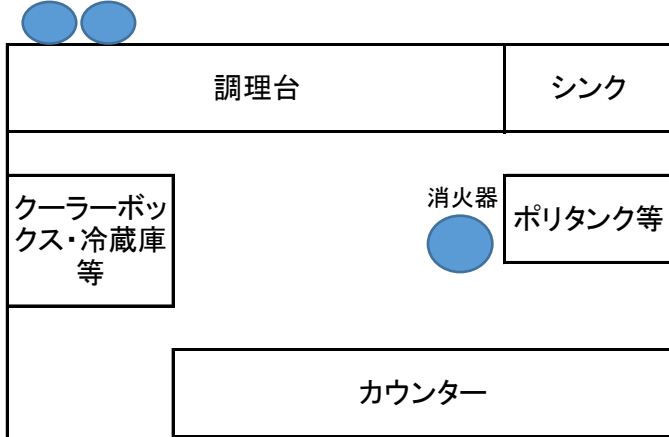 調理台
シンク
クーラーボッ
クス・冷蔵庫
等
消火器
ポリタンク等
カウンター